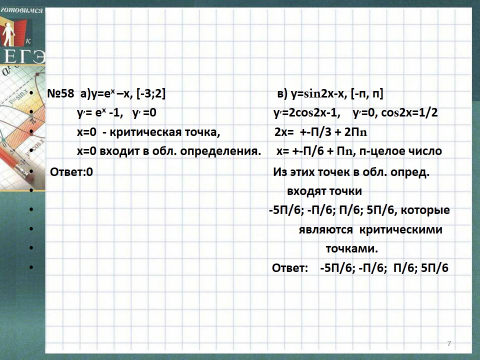 готовимся
к
ЕГЭ
№58 а)y=eˣ –x, [-3;2]
y′= eˣ -1, y′ =0
x=0 - критическая точка,
x=0 входит в обл. определения.
Ответ:0
в) y=sin2x-x, [-п, п]
y′=2cos2x-1, y′=0, cos2x=1/2
2x= +-П/3 + 2Пn
x= +-П/6 + Пn, п-целое число
Из этих точек в обл. опред.
входят точки
-5П/6; -П/6; П/6; 5П/6, которые
являются критическими
точками.
Ответ: -5П/6; -П/6; П/6; 5П/6
7